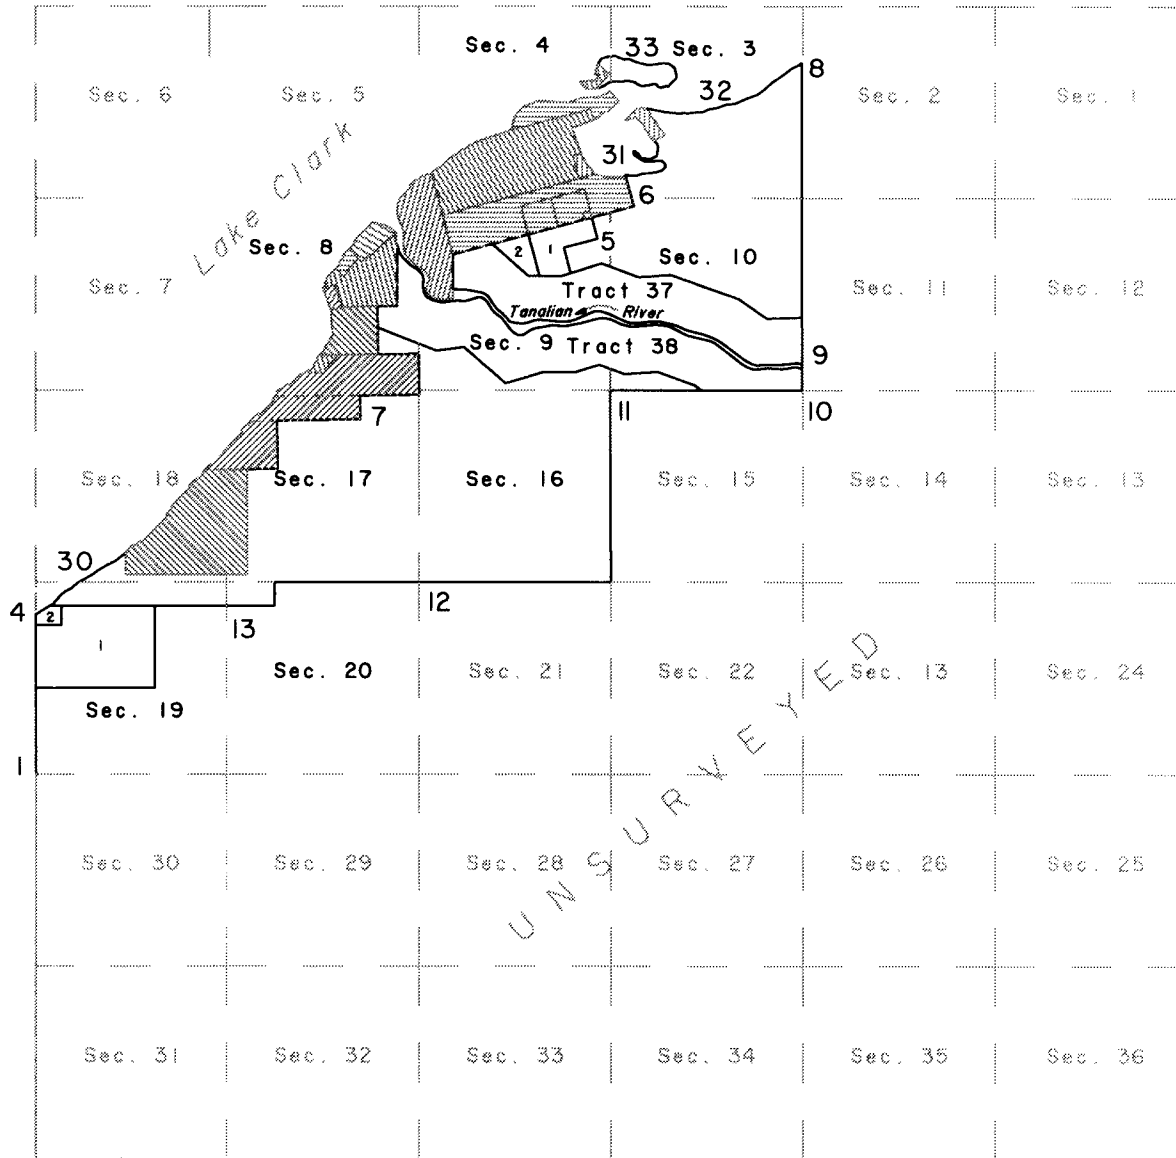 Sec. 4
33
Sec. 3
8
Sec. 6
Sec. 5
32
Sec. 2
Sec. 1
Lake Clark
31
6
Sec. 8
2
1
5
Sec. 10
Sec. 7
Tract 37
Sec. 11
Sec. 12
Tanalian River
Sec. 9
Tract 38
9
7
11
10
Sec. 18
Sec. 17
Sec. 16
Sec. 15
Sec. 14
Sec. 13
30
4
2
13
12
1
Sec. 20
Sec. 21
Sec. 22
Sec. 13
Sec. 24
Sec. 19
1
UNSURVEYED
Sec. 30
Sec. 29
Sec. 28
Sec. 27
Sec. 26
Sec. 25
Sec. 31
Sec. 32
Sec. 33
Sec. 34
Sec. 35
Sec. 36